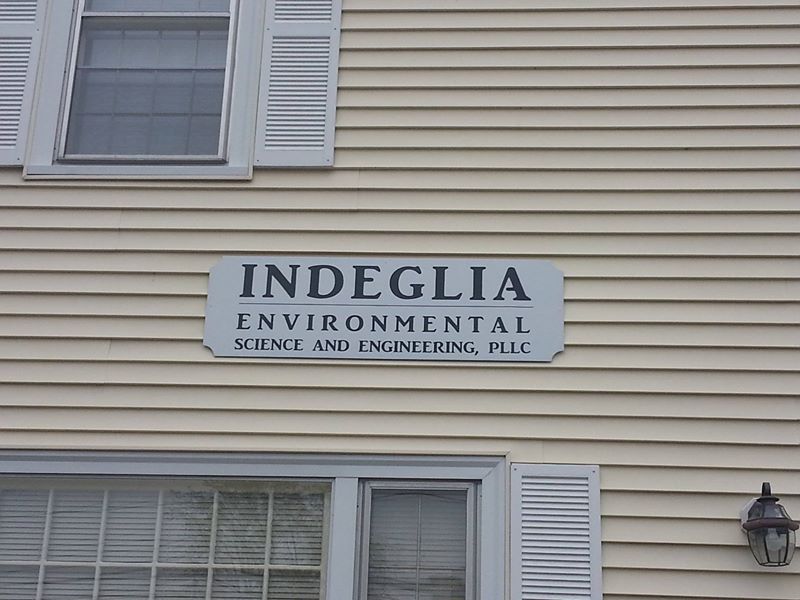 INDEGLIA
ENVIRONMENTAL
SCIENCE AND ENGINEERING, PLLC